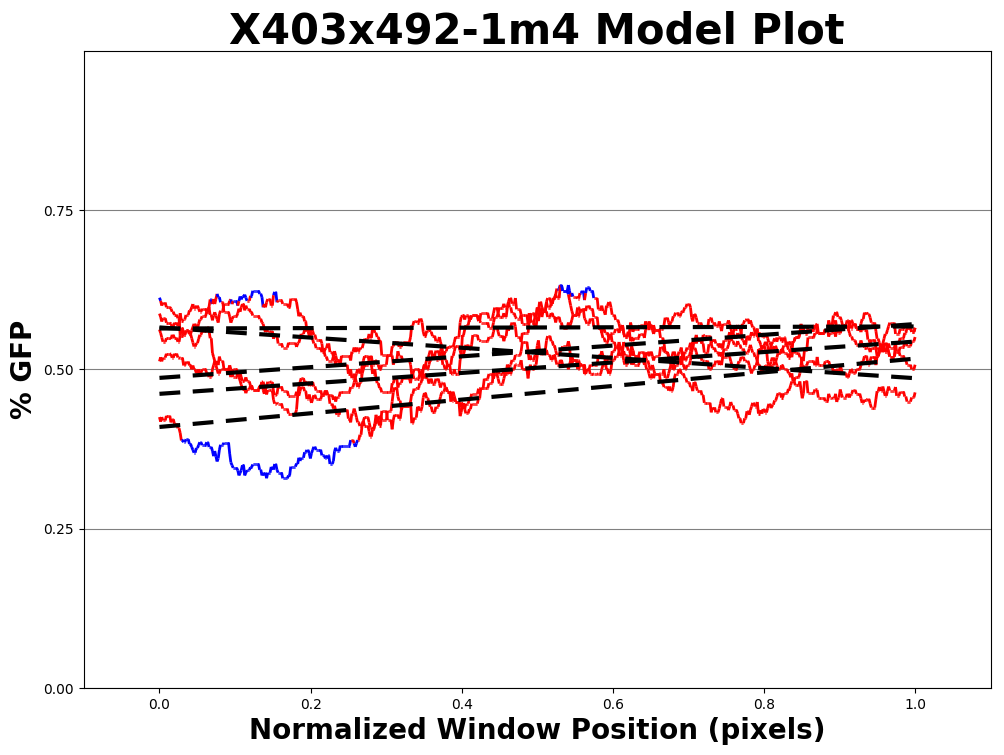 X403x492-1m4 Model Plot
% GFP
0.75
0.50
0.25
0.00
0.0 0.2 0.4 0.6 0.8 1.0
Normalized Window Position (pixels)